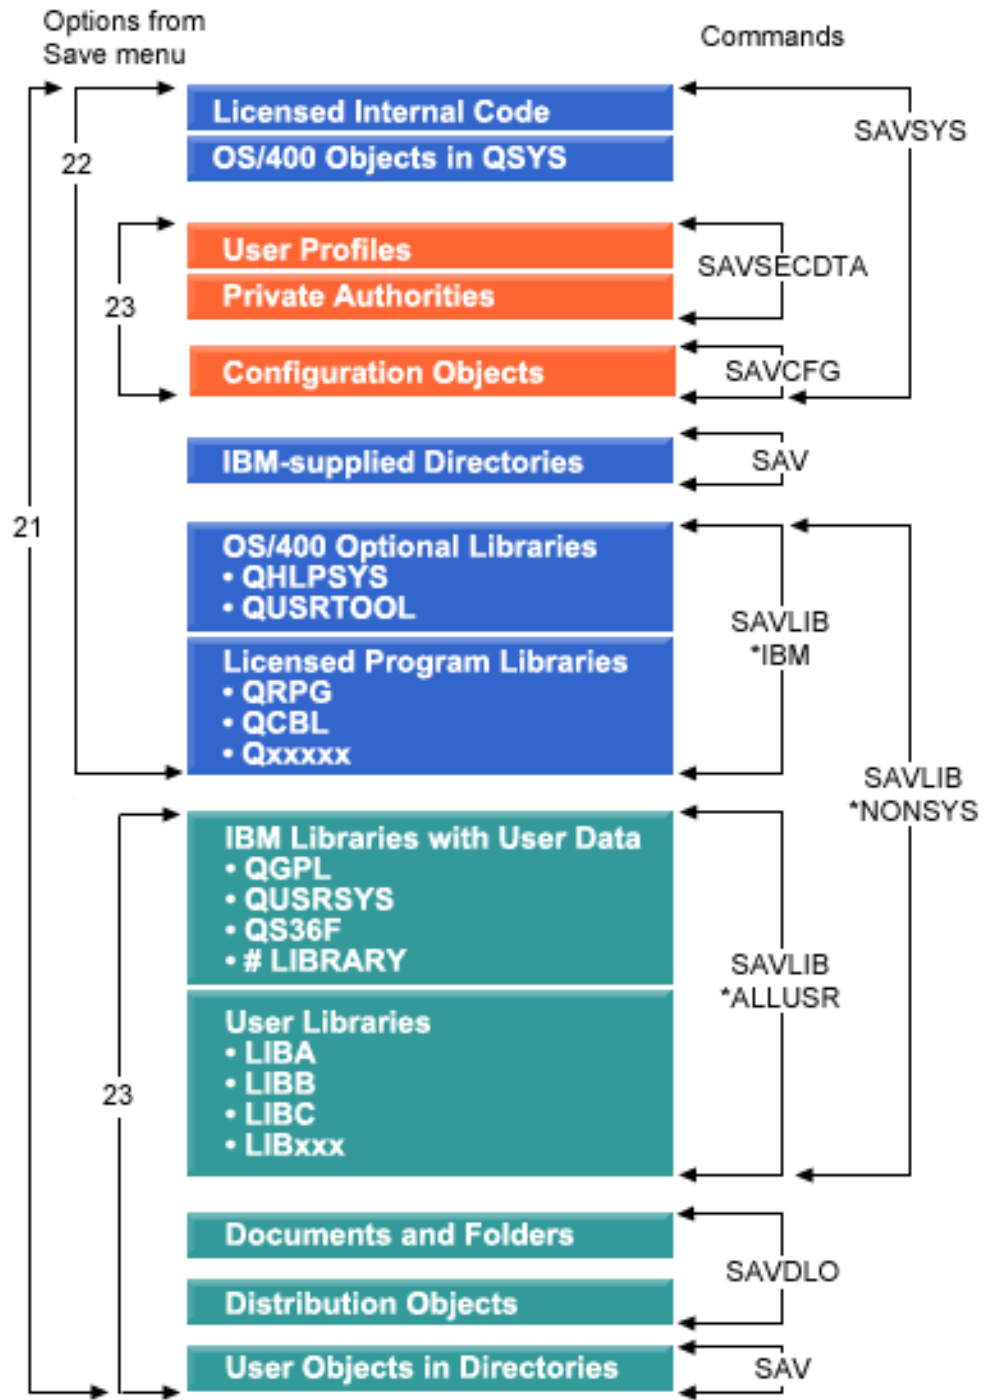 Options from
Save menu
Commands
Licensed Internal Code
OS/400 Objects in QSYS
SAVSYS
22
User Profiles
Private Authorities
SAVSECDTA
23
Configuration Objects
SAVCFG
IBM-supplied Directories
SAV
21
OS/400 Optional Libraries
• QHLPSYS
• QUSRTOOL
SAVLIB
*IBM
Licensed Program Libraries
• QRPG
• QCBL
• Qxxxxx
SAVLIB
*NONSYS
IBM Libraries with User Data
• QGPL
• QUSRSYS
• QS36F
• # LIBRARY
SAVLIB
*ALLUSR
User Libraries
• LIBA
• LIBB
• LIBC
• LIBxxx
23
Documents and Folders
SAVDLO
Distribution Objects
User Objects in Directories
SAV